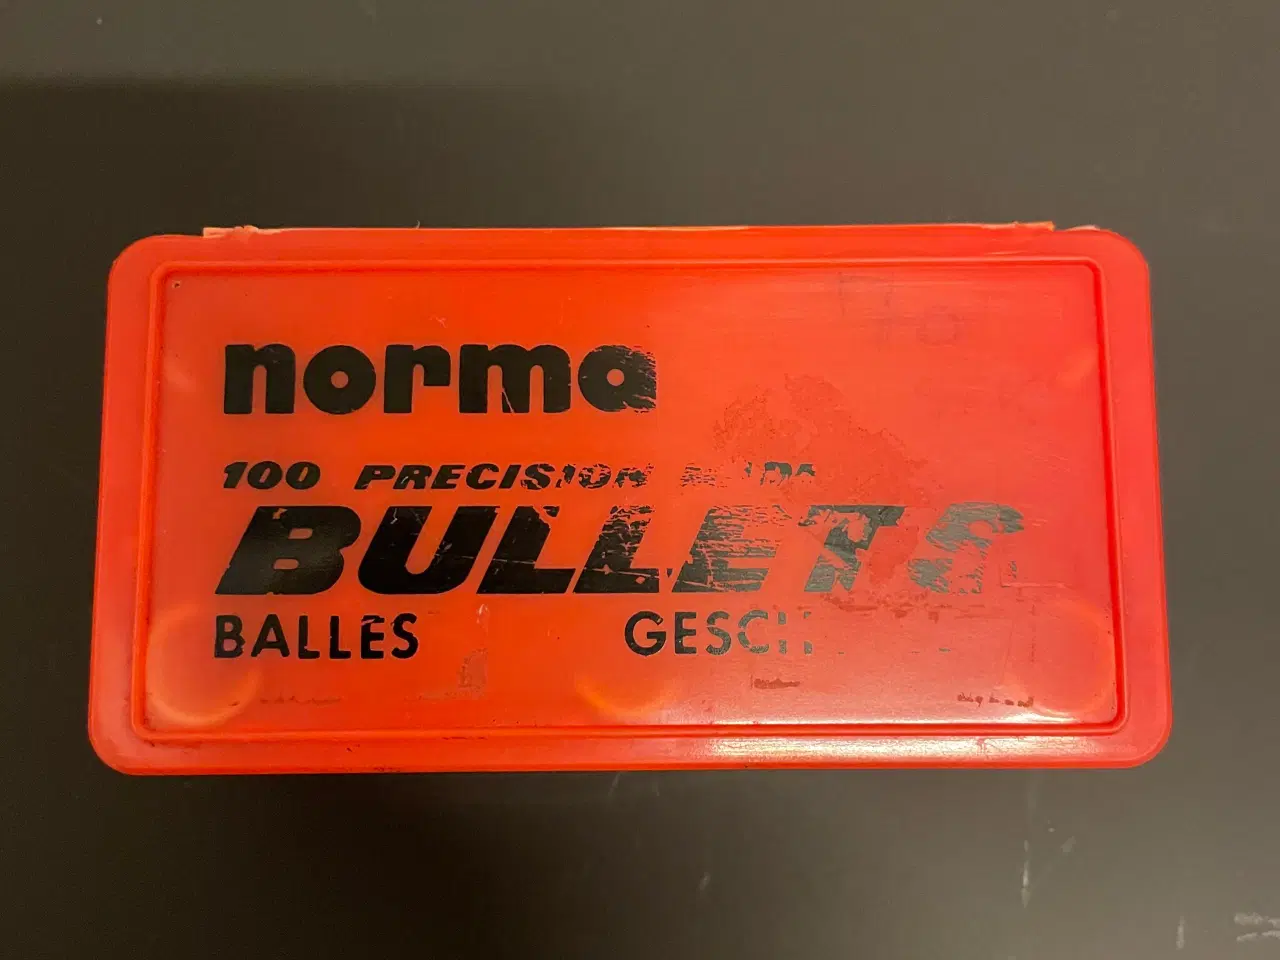 norma
100 PRECISION
BULLETS
BALLES